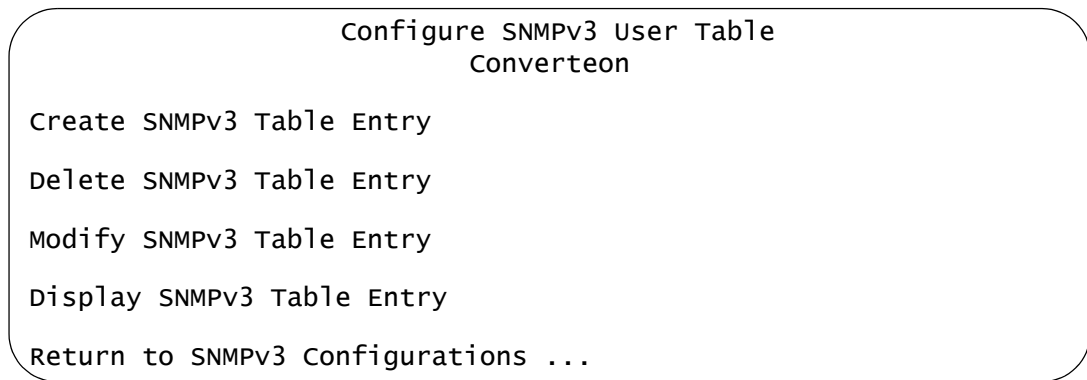 Configure SNMPv3 User Table
Converteon
Create SNMPv3 Table Entry
Delete SNMPv3 Table Entry
Modify SNMPv3 Table Entry
Display SNMPv3 Table Entry
Return to SNMPv3 Configurations ...